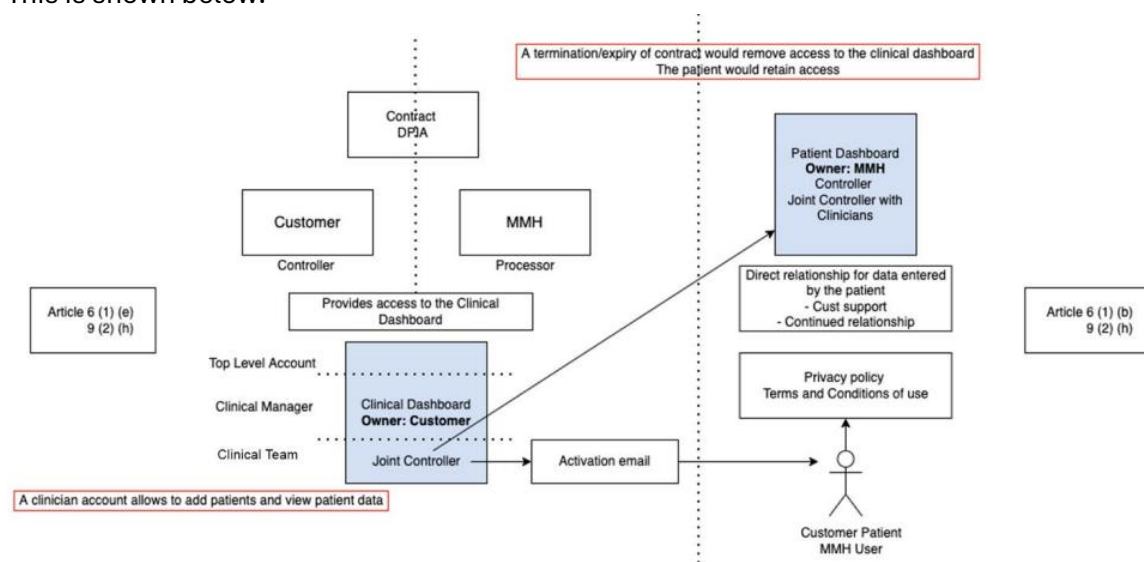 This is shown below.
A termination/expiry of contract would remove access to the clinical dashboard
The patient would retain access
Contract
DPIA
Customer
Controller
MMH
Processor
Provides access to the Clinical
Dashboard
Article 6 (1) (e)
9 (2) (h)
Top Level Account
Clinical Manager
Clinical Team
Clinical Dashboard
Owner: Customer
Joint Controller
A clinician account allows to add patients and view patient data
Activation email
Patient Dashboard
Owner: MMH
Controller
Joint Controller with
Clinicians
Direct relationship for data entered
by the patient
- Cust support
- Continued relationship
Article 6 (1) (b)
9 (2) (h)
Privacy policy
Terms and Conditions of use
Customer Patient
MMH User